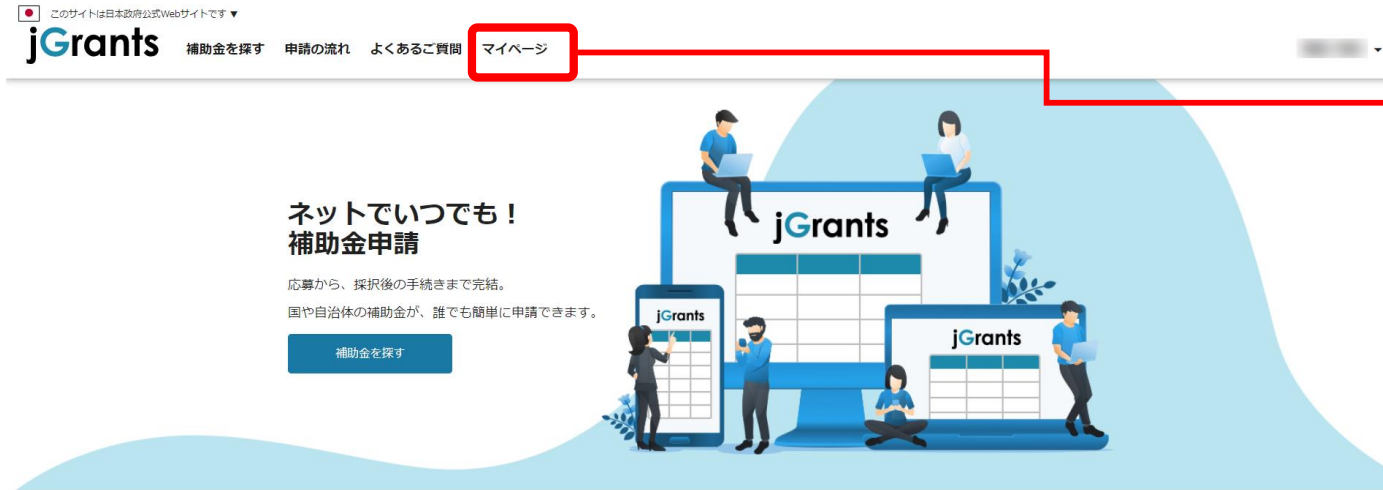 このサイトは日本政府公式Webサイトです ▼
jGrants 補助金を探す 申請の流れ よくあるご質問 マイページ
ネットでいつでも！
補助金申請
応募から、採択後の手続きまで完結。
国や自治体の補助金が、誰でも簡単に申請できます。
補助金を探す
jGrants
jGrants
jGrants